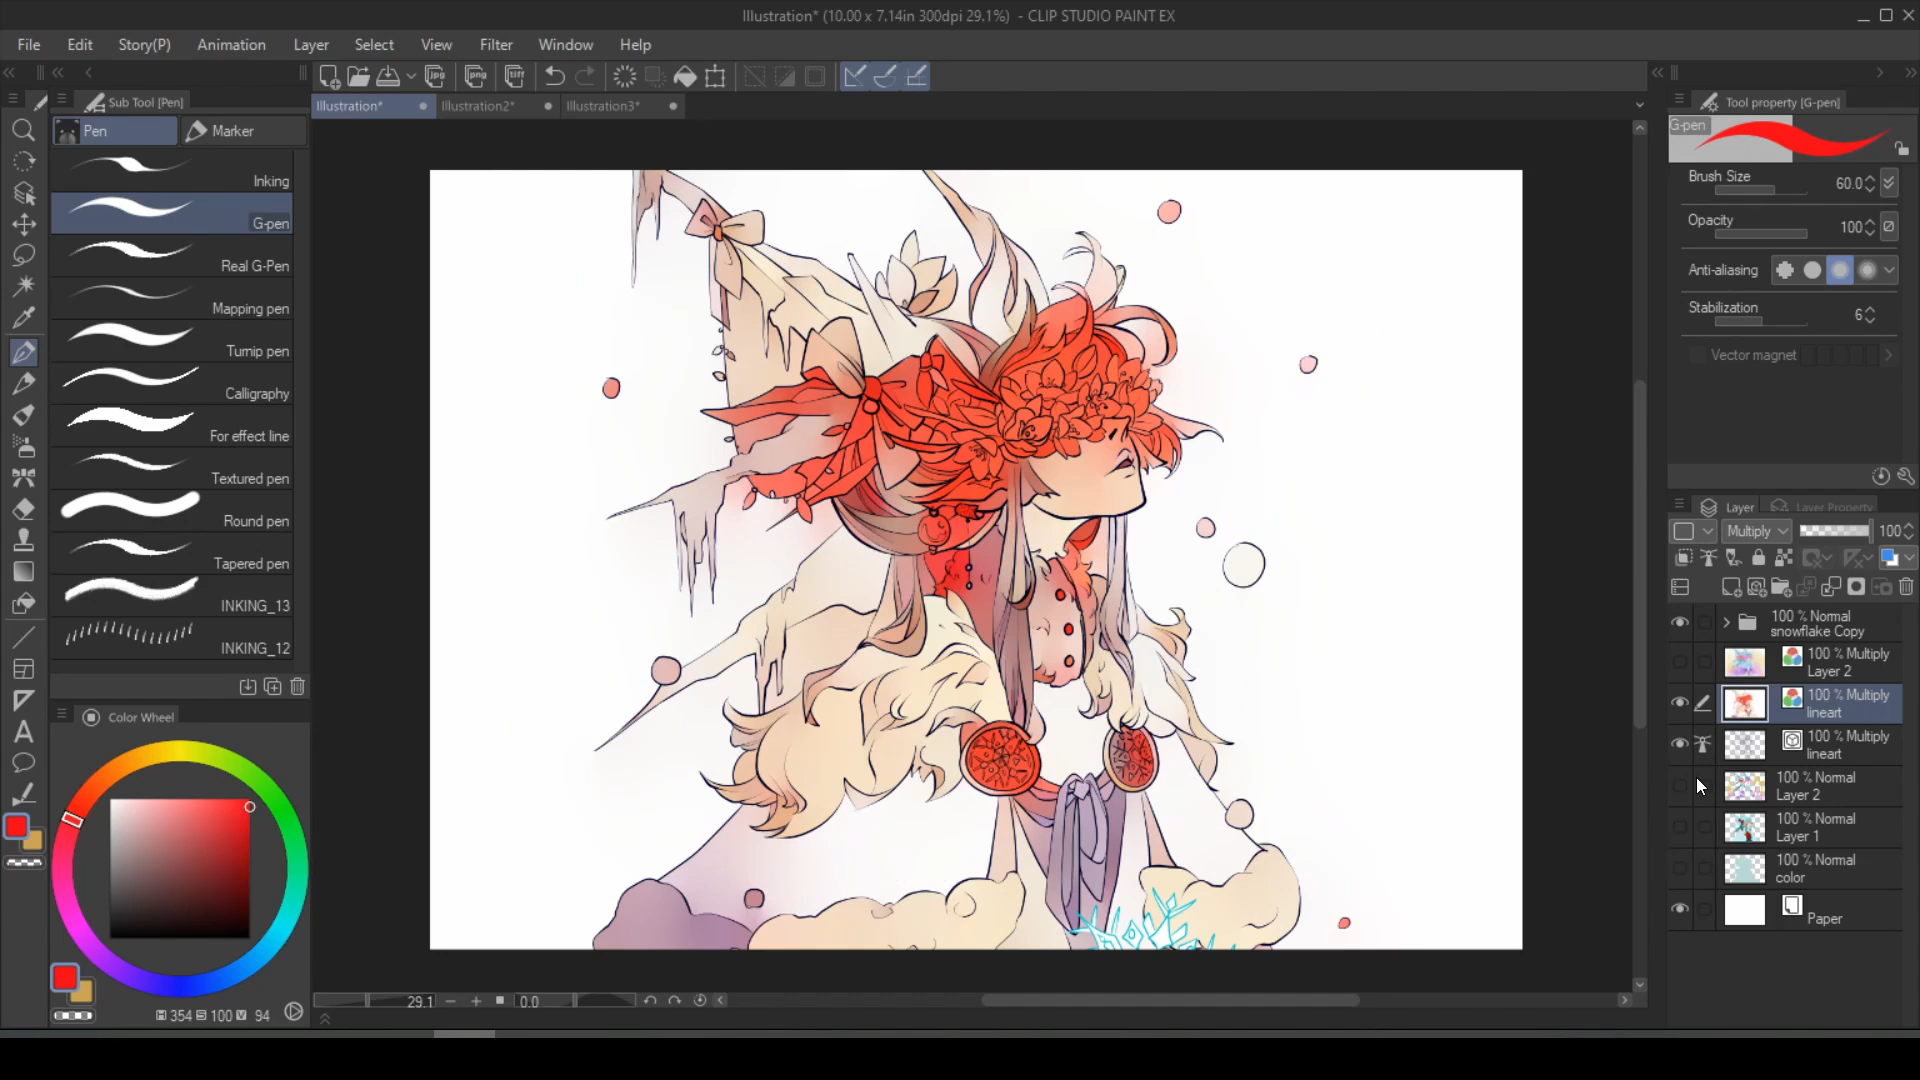 Illustration* (10.00 x 7.14in 300dpi 29.1%) - CLIP STUDIO PAINT EX
File Edit Story(P) Animation Layer Select View Filter Window Help
jpg png tiff
Sub Tool [Pen]
Illustration* Illustration2* Illustration3*
Pen Marker
Inking
G-pen
Real G-Pen
Mapping pen
Turnip pen
Calligraphy
For effect line
Textured pen
Round pen
Tapered pen
INKING_13
INKING_12
Color Wheel
H 354 S 100 V 94
29.1 0.0
Tool property [G-pen]
G-pen
Brush Size 60.0
Opacity 100
Anti-aliasing
Stabilization 6
Vector magnet
Layer Layer Property
Multiply 100
100 % Normal
snowflake Copy
100 % Multiply
Layer 2
100 % Multiply
lineart
100 % Multiply
lineart
100 % Normal
Layer 2
100 % Normal
Layer 1
100 % Normal
color
Paper